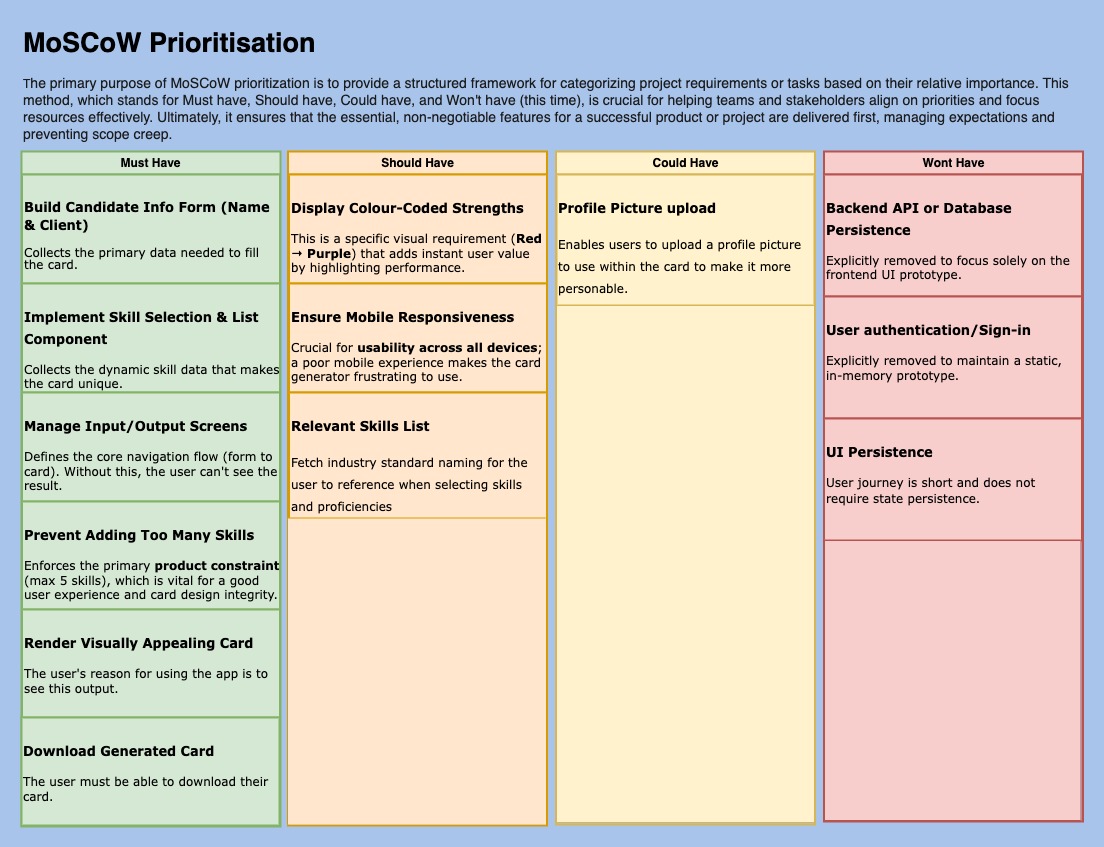 MoSCoW Prioritisation
The primary purpose of MoSCoW prioritization is to provide a structured framework for categorizing project requirements or tasks based on their relative importance. This
method, which stands for Must have, Should have, Could have, and Won't have (this time), is crucial for helping teams and stakeholders align on priorities and focus
resources effectively. Ultimately, it ensures that the essential, non-negotiable features for a successful product or project are delivered first, managing expectations and
preventing scope creep.
Must Have
Build Candidate Info Form (Name
& Client)
Collects the primary data needed to fill
the card.
Implement Skill Selection & List
Component
Collects the dynamic skill data that makes
the card unique.
Manage Input/Output Screens
Defines the core navigation flow (form to
card). Without this, the user can't see the
result.
Prevent Adding Too Many Skills
Enforces the primary product constraint
(max 5 skills), which is vital for a good
user experience and card design integrity.
Render Visually Appealing Card
The user's reason for using the app is to
see this output.
Download Generated Card
The user must be able to download their
card.
Should Have
Display Colour-Coded Strengths
This is a specific visual requirement (Red
→ Purple) that adds instant user value
by highlighting performance.
Ensure Mobile Responsiveness
Crucial for usability across all devices;
a poor mobile experience makes the card
generator frustrating to use.
Relevant Skills List
Fetch industry standard naming for the
user to reference when selecting skills
and proficiencies
Could Have
Profile Picture upload
Enables users to upload a profile picture
to use within the card to make it more
personable.
Wont Have
Backend API or Database
Persistence
Explicitly removed to focus solely on the
frontend UI prototype.
User authentication/Sign-in
Explicitly removed to maintain a static,
in-memory prototype.
UI Persistence
User journey is short and does not
require state persistence.